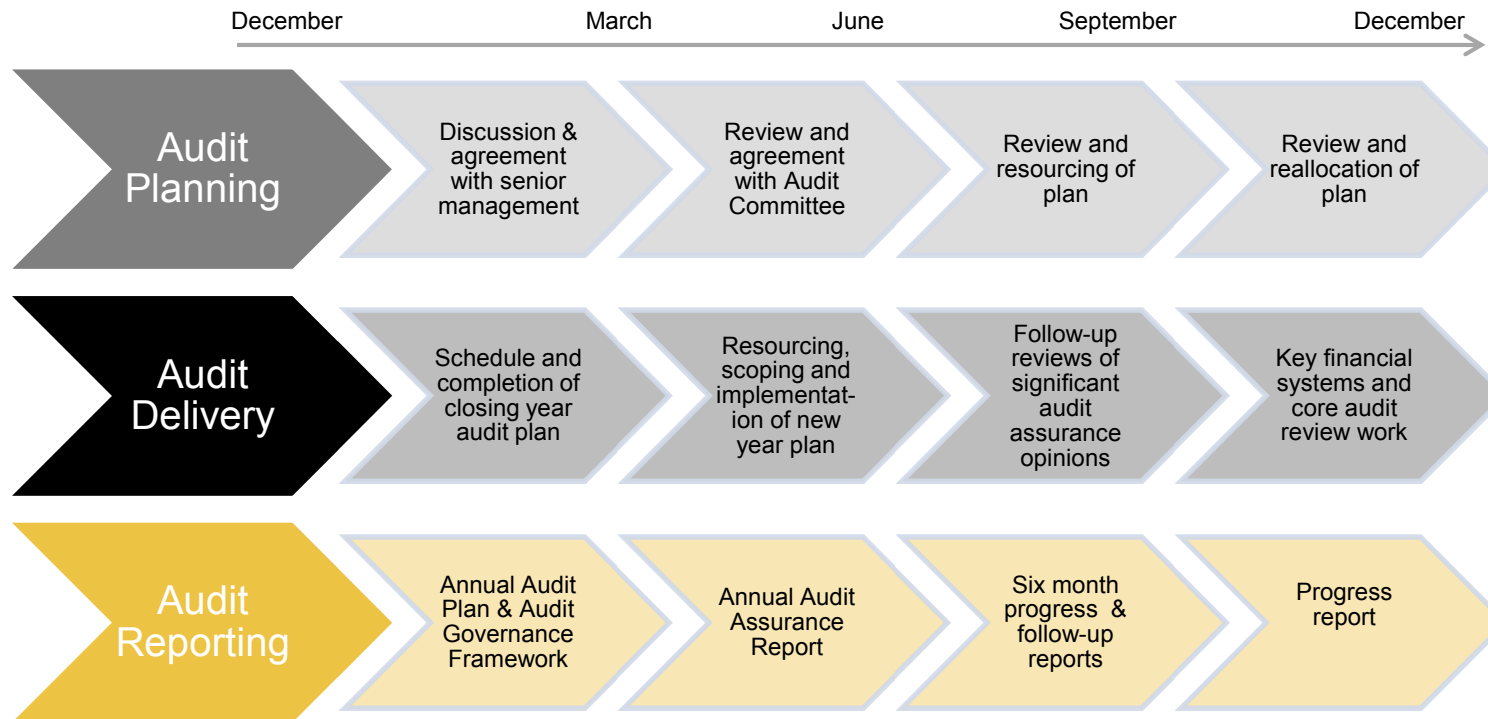 December March June September December
Audit
Planning
Discussion &
agreement
with senior
management
Review and
agreement
with Audit
Committee
Review and
resourcing of
plan
Review and
reallocation of
plan
Audit
Delivery
Schedule and
completion of
closing year
audit plan
Resourcing,
scoping and
implementat-
ion of new
year plan
Follow-up
reviews of
significant
audit
assurance
opinions
Key financial
systems and
core audit
review work
Audit
Reporting
Annual Audit
Plan & Audit
Governance
Framework
Annual Audit
Assurance
Report
Six month
progress &
follow-up
reports
Progress
report